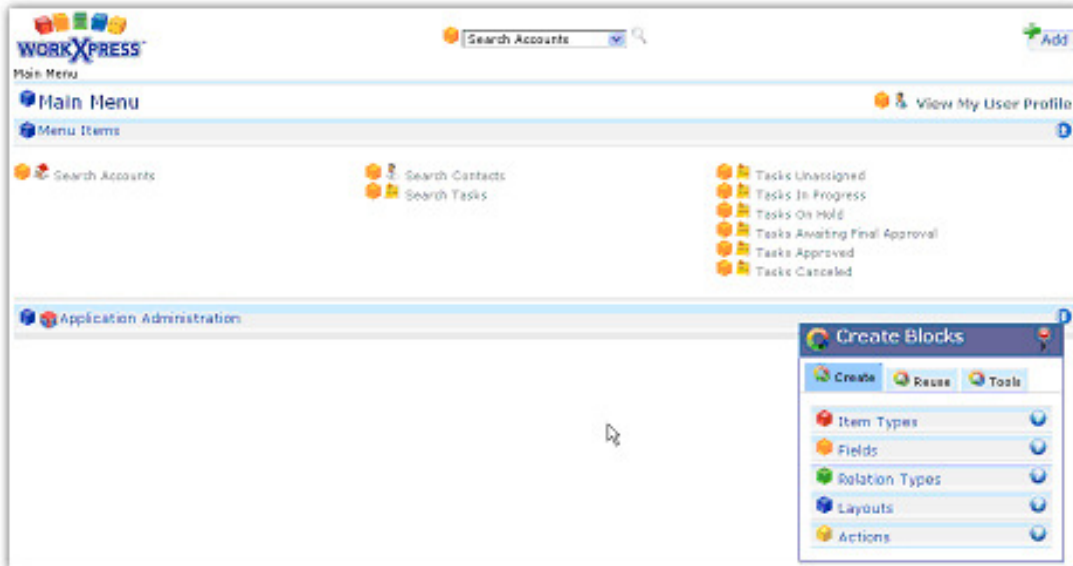 Search Accounts
Add
WORKXPRESS
Main Menu
Main Menu
View My User Profile
Menu Items
Search Accounts
Search Contacts
Search Tasks
Tasks Unassigned
Tasks In Progress
Tasks On Hold
Tasks Awaiting Final Approval
Tasks Approved
Tasks Canceled
Application Administration
Create Blocks
Create Reuse Tools
Item Types
Fields
Relation Types
Layouts
Actions